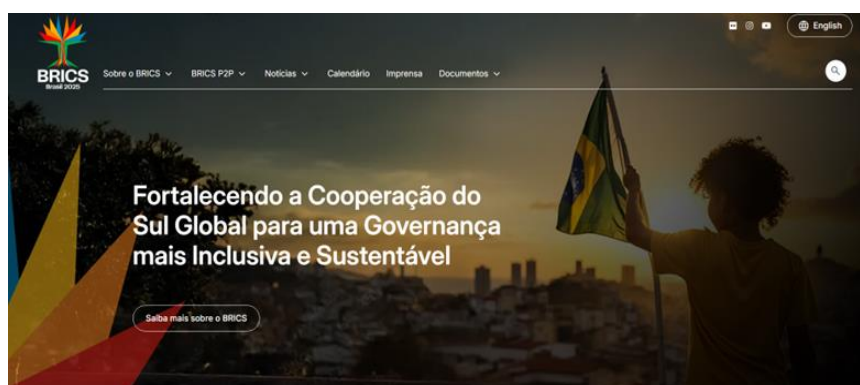 English
BRICS
Brasil 2025
Sobre o BRICS
BRICS P2P
Notícias
Calendário
Imprensa
Documentos
Fortalecendo a Cooperação do
Sul Global para uma Governança
mais Inclusiva e Sustentável
Saiba mais sobre o BRICS